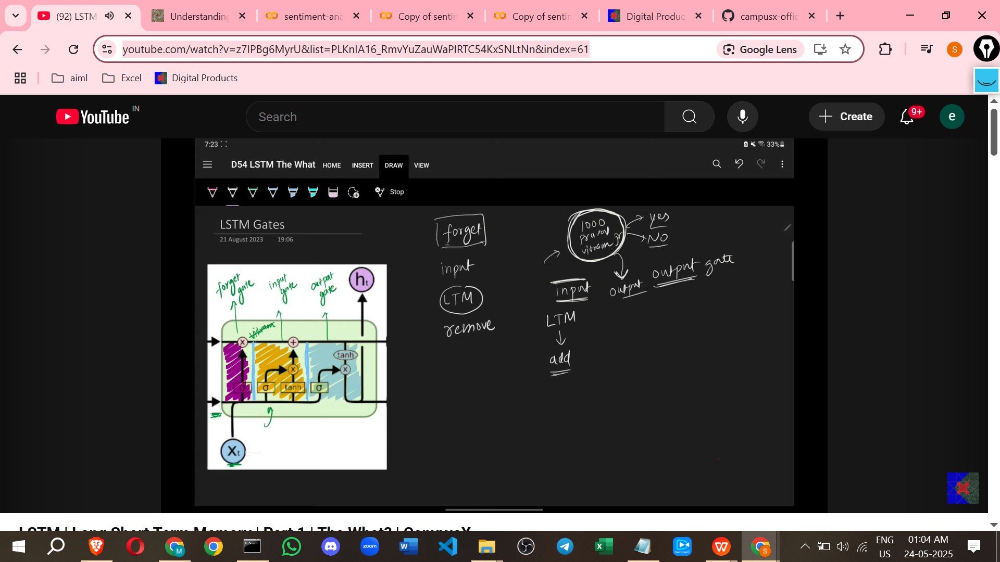 (92) LSTM
Understanding
sentiment-ana
Copy of sentin
Copy of sentin
Digital Produc
campusx-offic
youtube.com/watch?v=z7IPBg6MyrU&list=PLKnIA16_RmvYuZauWaPlRTC54KxSNLtNn&index=61
Google Lens
S
aiml
Excel
Digital Products
YouTube
IN
Search
Create
9+
e
7:23
33%
D54 LSTM The What
HOME
INSERT
DRAW
VIEW
Stop
LSTM Gates
21 August 2023 19:06
forget gate
input gate
output gate
ht
vikram
x
+
tanh
x
x
σ
σ
tanh
σ
Xt
forget
input
LTM
remove
1000
vikram
yes
NO
input
output
output gate
LTM
add
LSTM | Long Short Term Memory | Part 1 | The What? | CampusX
M
zoom
S
ENG
US
01:04 AM
24-05-2025